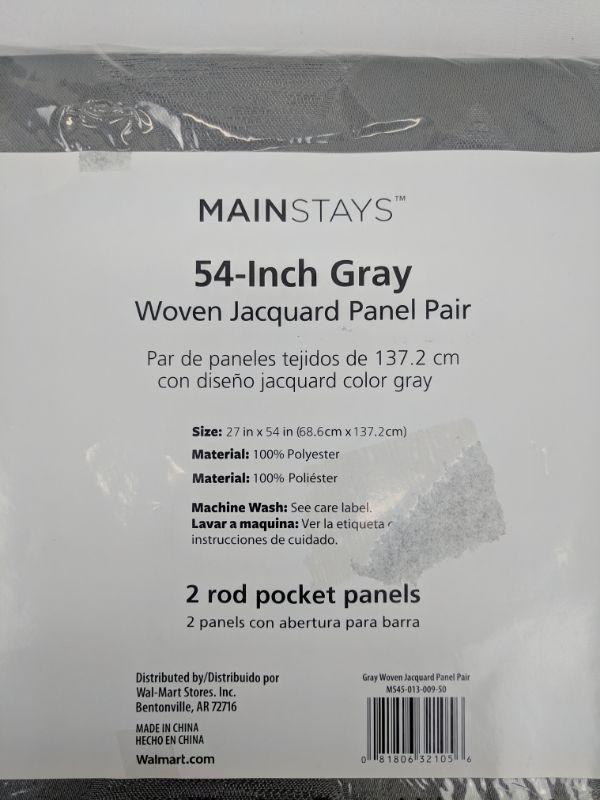 MAINSTAYS™
54-Inch Gray
Woven Jacquard Panel Pair
Par de paneles tejidos de 137.2 cm
con diseño jacquard color gray
Size: 27 in x 54 in (68.6cm x 137.2cm)
Material: 100% Polyester
Material: 100% Poliéster
Machine Wash: See care label.
Lavar a maquina: Ver la etiqueta
instrucciones de cuidado.
2 rod pocket panels
2 panels con abertura para barra
Distributed by/Distribuido por
Wal-Mart Stores. Inc.
Bentonville, AR 72716
MADE IN CHINA
HECHO EN CHINA
Walmart.com
Gray Woven Jacquard Panel Pair
MS45-013-009-50
0 81806 32105 6